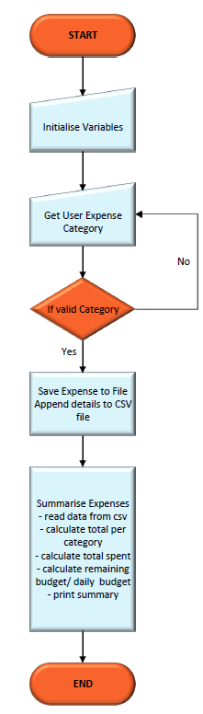 START
Initialise Variables
Get User Expense
Category
No
If valid Category
Yes
Save Expense to File
Append details to CSV
file
Summarise Expenses
- read data from csv
- calculate total per
category
- calculate total spent
- calculate remaining
budget/ daily budget
- print summary
END